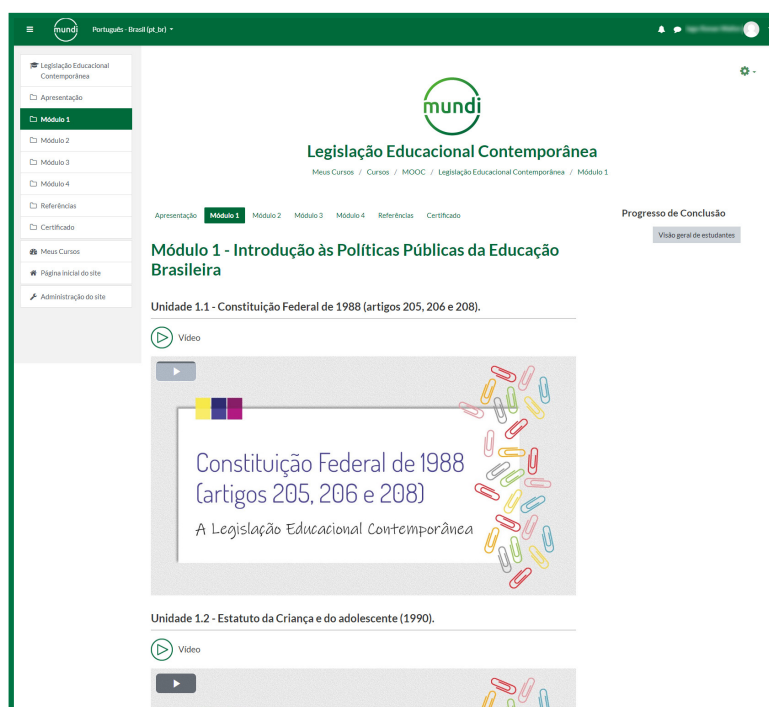 mundi
Português - Brasil (pt_br)
Legislação Educacional
Contemporânea
Apresentação
Módulo 1
Módulo 2
Módulo 3
Módulo 4
Referências
Certificado
Meus Cursos
Página inicial do site
Administração do site
mundi
Legislação Educacional Contemporânea
Meus Cursos / Cursos / MOOC / Legislação Educacional Contemporânea / Módulo 1
Apresentação Módulo 1 Módulo 2 Módulo 3 Módulo 4 Referências Certificado
Progresso de Conclusão
Visão geral de estudantes
Módulo 1 - Introdução às Políticas Públicas da Educação
Brasileira
Unidade 1.1 - Constituição Federal de 1988 (artigos 205, 206 e 208).
Vídeo
Constituição Federal de 1988
(artigos 205, 206 e 208)
A Legislação Educacional Contemporânea
Unidade 1.2 - Estatuto da Criança e do adolescente (1990).
Vídeo